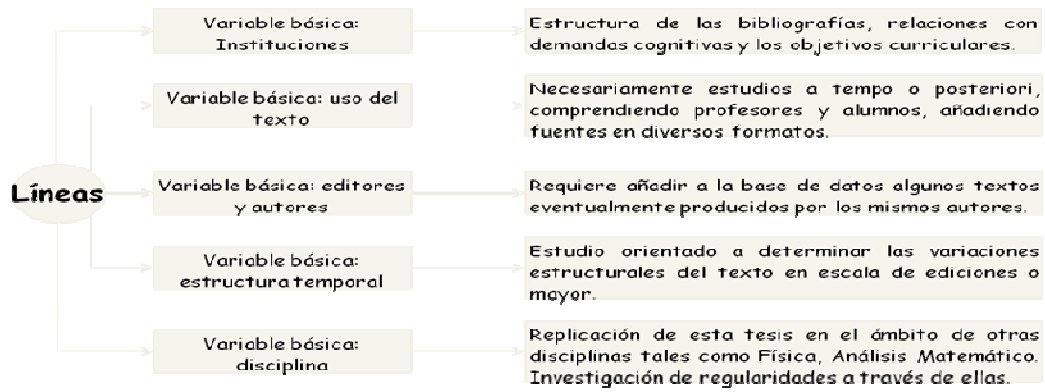 Líneas
Variable básica:
Instituciones
Estructura de las bibliografías, relaciones con
demandas cognitivas y los objetivos curriculares.
Variable básica: uso del
texto
Necesariamente estudios a tempo o posteriori,
comprendiendo profesores y alumnos, añadiendo
fuentes en diversos formatos.
Variable básica: editores
y autores
Requiere añadir a la base de datos algunos textos
eventualmente producidos por los mismos autores.
Variable básica:
estructura temporal
Estudio orientado a determinar las variaciones
estructurales del texto en escala de ediciones o
mayor.
Variable básica:
disciplina
Replicación de esta tesis en el ámbito de otras
disciplinas tales como Física, Análisis Matemático.
Investigación de regularidades a través de ellas.